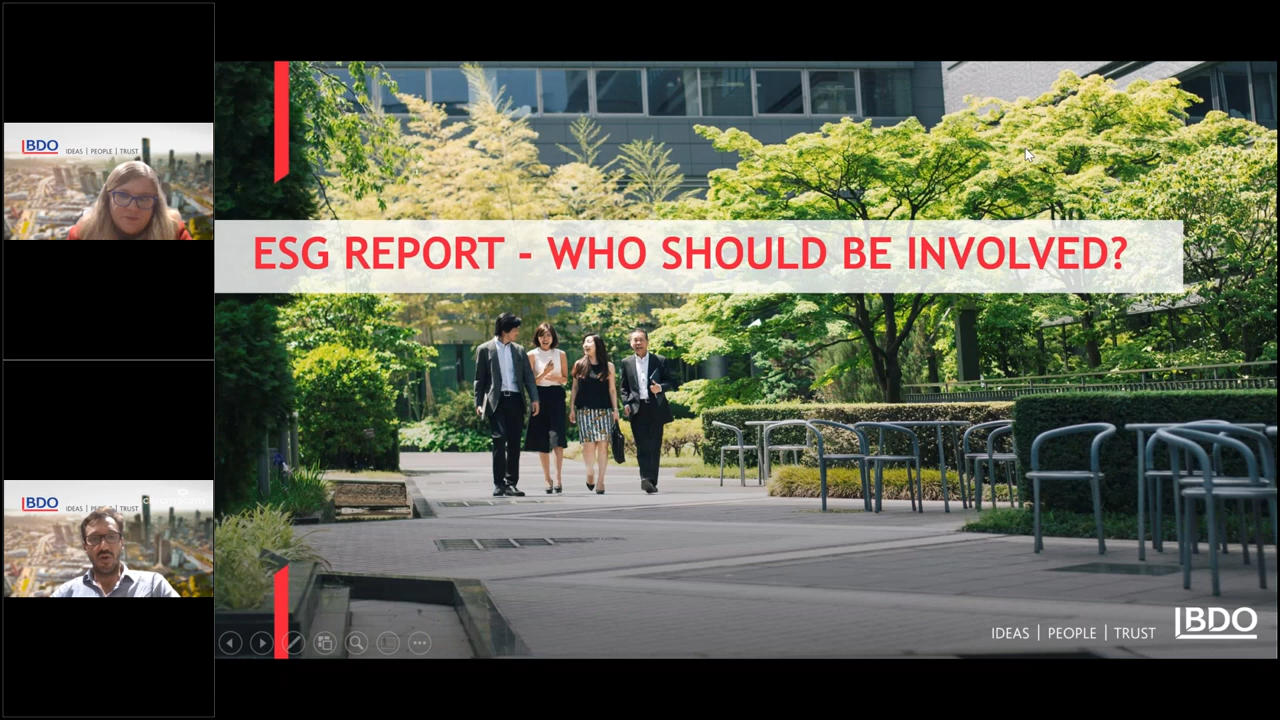 BDO
IDEAS | PEOPLE | TRUST
ESG REPORT - WHO SHOULD BE INVOLVED?
BDO
IDEAS | PEOPLE | TRUST
IDEAS | PEOPLE | TRUST
BDO